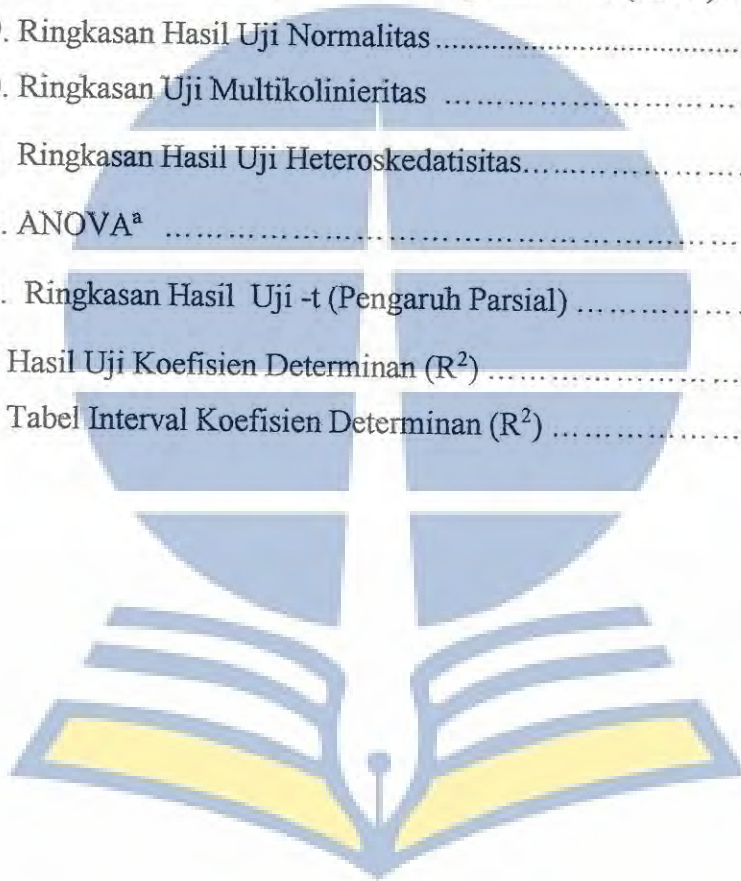 . Ringkasan Hasil Uji Normalitas ..............................................
. Ringkasan Uji Multikolinieritas ……………………………
Ringkasan Hasil Uji Heteroskedatisitas……………………
. ANOVAᵃ ……………………………………………………
. Ringkasan Hasil Uji -t (Pengaruh Parsial) ………………
Hasil Uji Koefisien Determinan (R²) ………………………
Tabel Interval Koefisien Determinan (R²) …………………